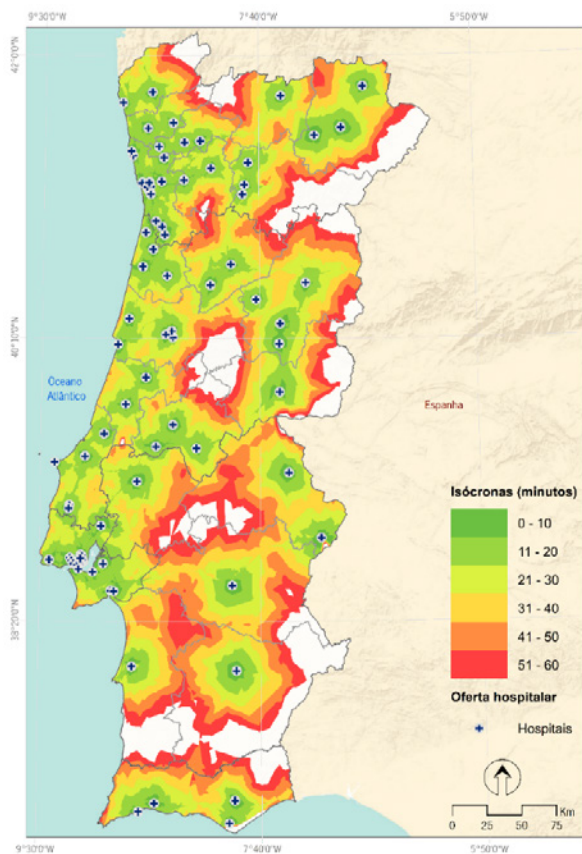 9°30'0"W
7°40'0"W
5°50'0"W
42°0'0"N
40°10'0"N
38°20'0"N
Oceano
Atlântico
Espanha
Isócronas (minutos)
0 - 10
11 - 20
21 - 30
31 - 40
41 - 50
51 - 60
Oferta hospitalar
Hospitais
Km
0 25 50 75
9°30'0"W
7°40'0"W
5°50'0"W